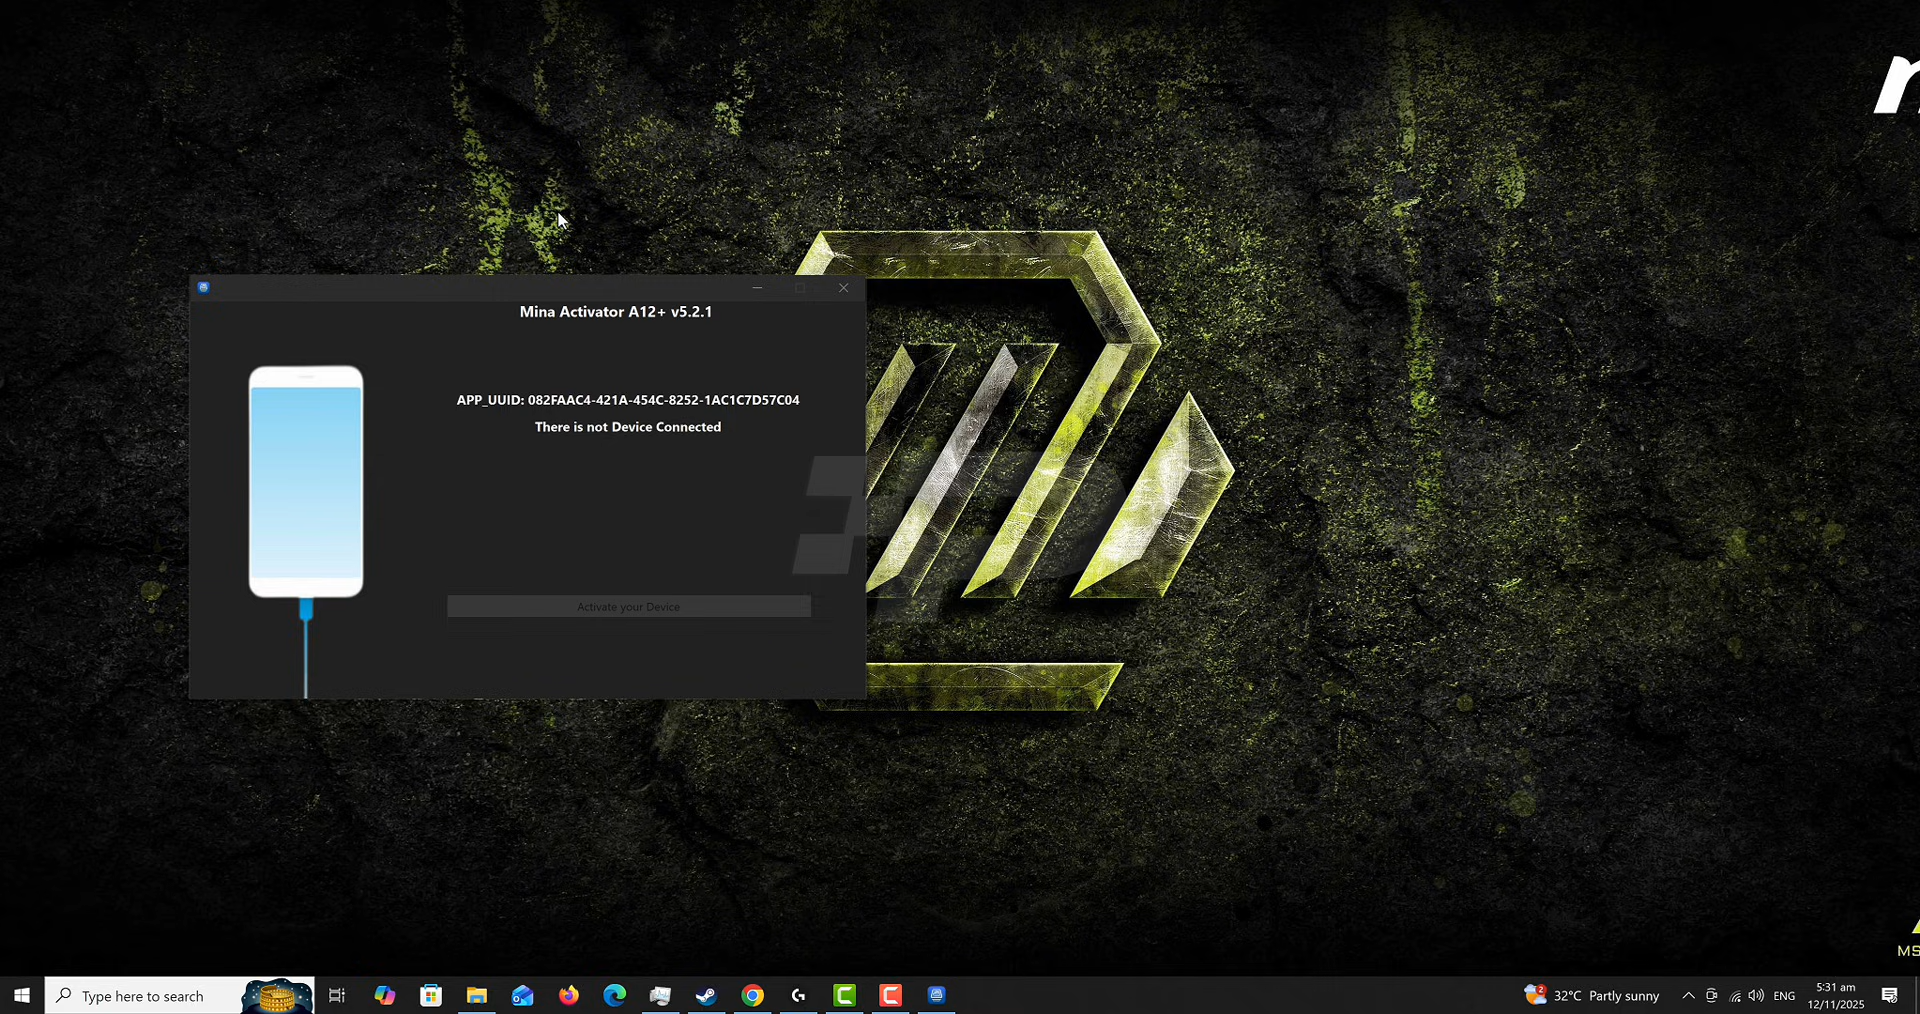 Mina Activator A12+ v5.2.1
APP_UUID: 082FAAC4-421A-454C-8252-1AC1C7D57C04
There is not Device Connected
Activate your Device
MS
Type here to search
2
32°C Partly sunny
ENG
5:31 am
12/11/2025